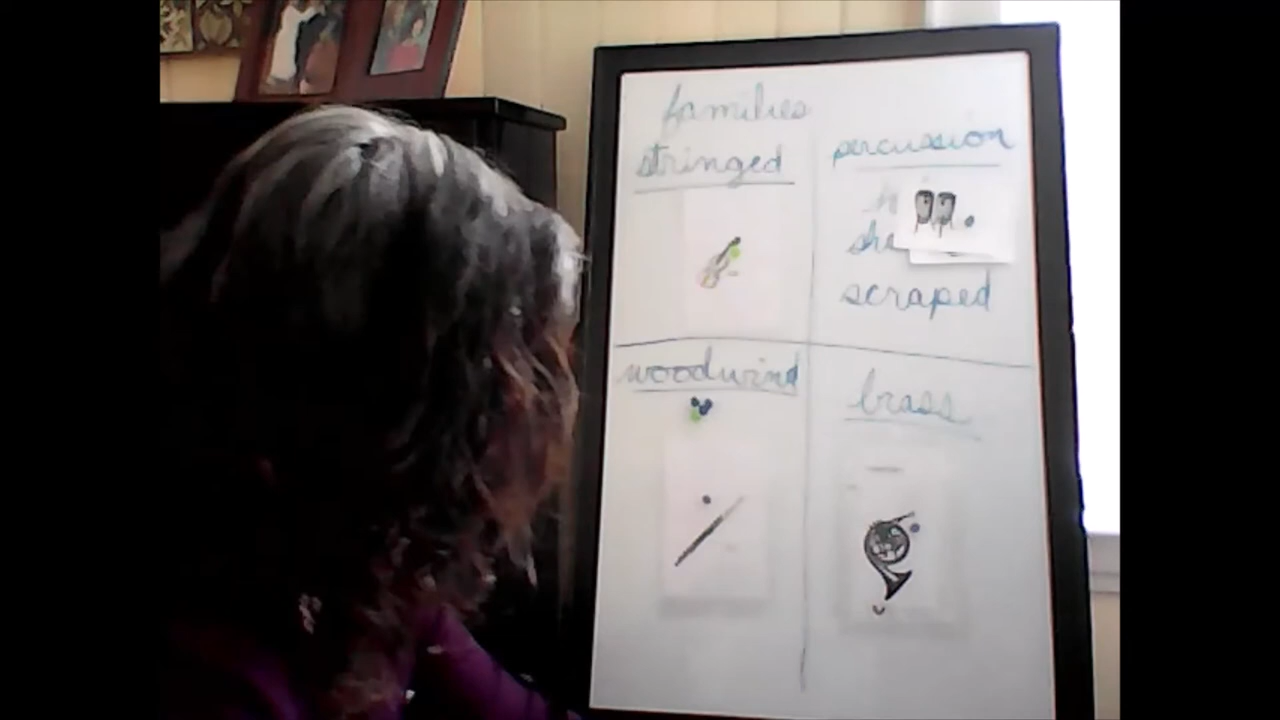 families
stringed
percussion
scraped
woodwind
brass